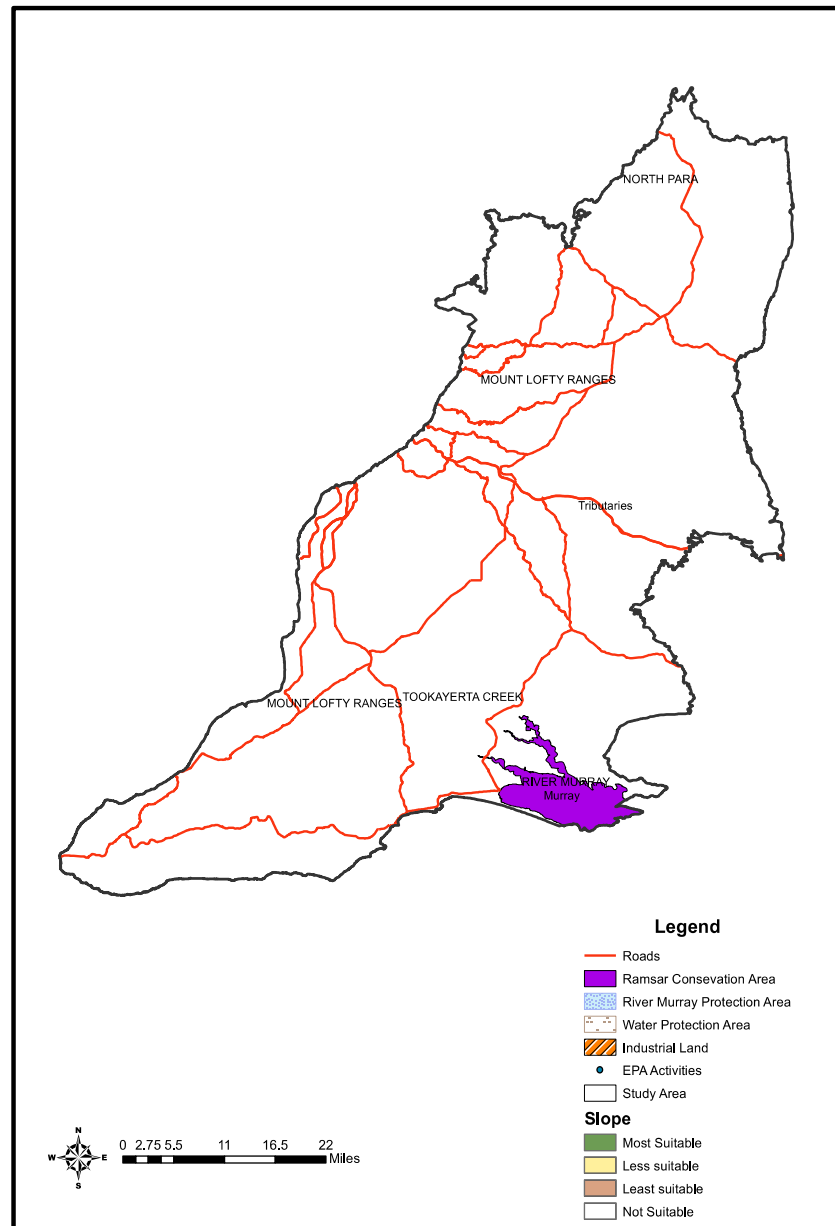 NORTH PARA
MOUNT LOFTY RANGES
Tributaries
MOUNT LOFTY RANGES
TOOKAYERTA CREEK
RIVER MURRAY
Murray
Legend
Roads
Ramsar Consevation Area
River Murray Protection Area
Water Protection Area
Industrial Land
EPA Activities
Study Area
Slope
Most Suitable
Less suitable
Least suitable
Not Suitable
N
W E
S
0 2.75 5.5 11 16.5 22
Miles